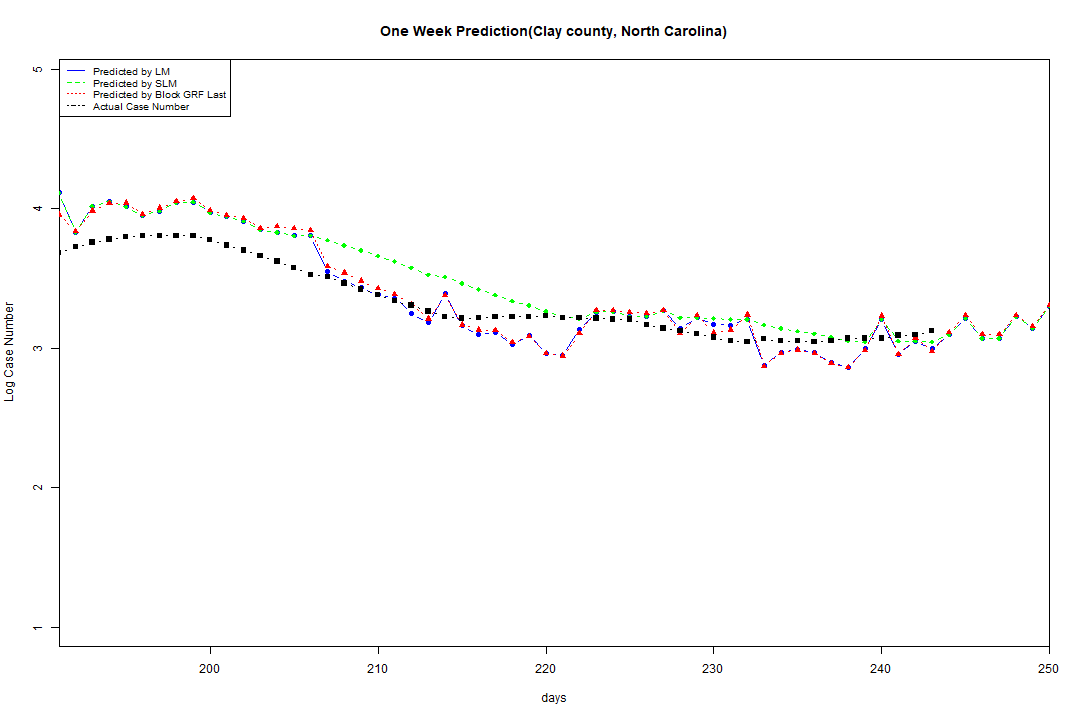 One Week Prediction(Clay county, North Carolina)
Predicted by LM
Predicted by SLM
Predicted by Block GRF Last
Actual Case Number
5
4
3
2
1
Log Case Number
200 210 220 230 240 250
days